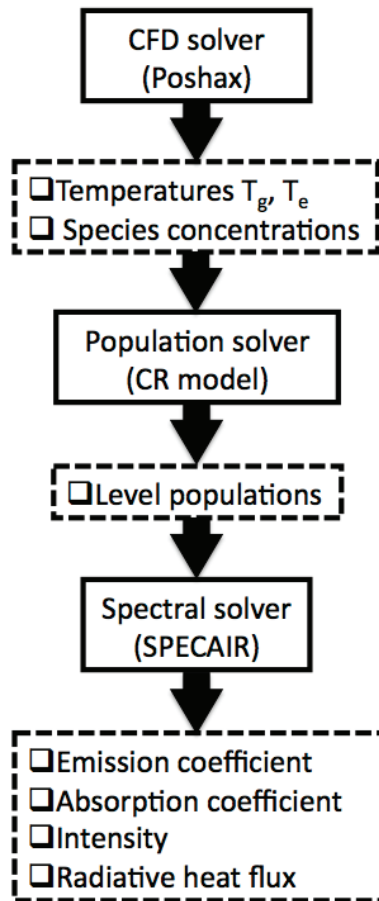 CFD solver
(Poshax)
❑Temperatures Tg, Te
❑ Species concentrations
Population solver
(CR model)
❑Level populations
Spectral solver
(SPECAIR)
❑Emission coefficient
❑Absorption coefficient
❑Intensity
❑Radiative heat flux